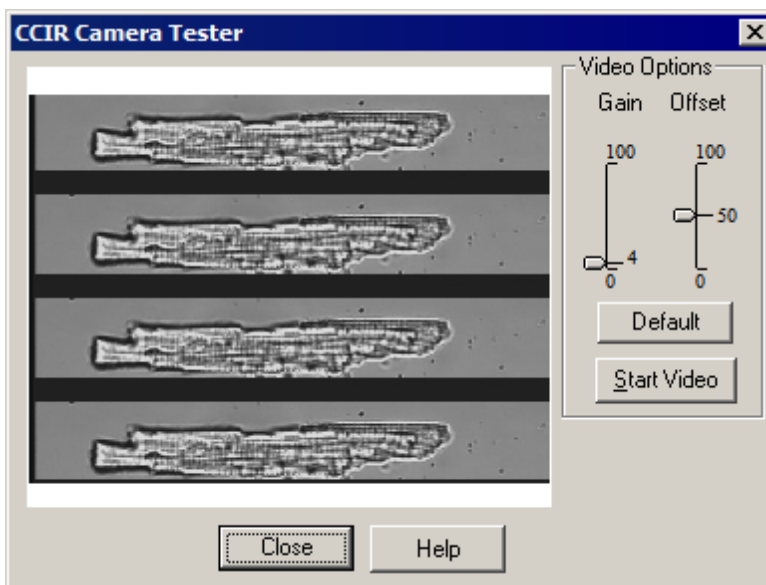 CCIR Camera Tester
Video Options
Gain Offset
100 100
50
4
0 0
Default
Start Video
Close Help